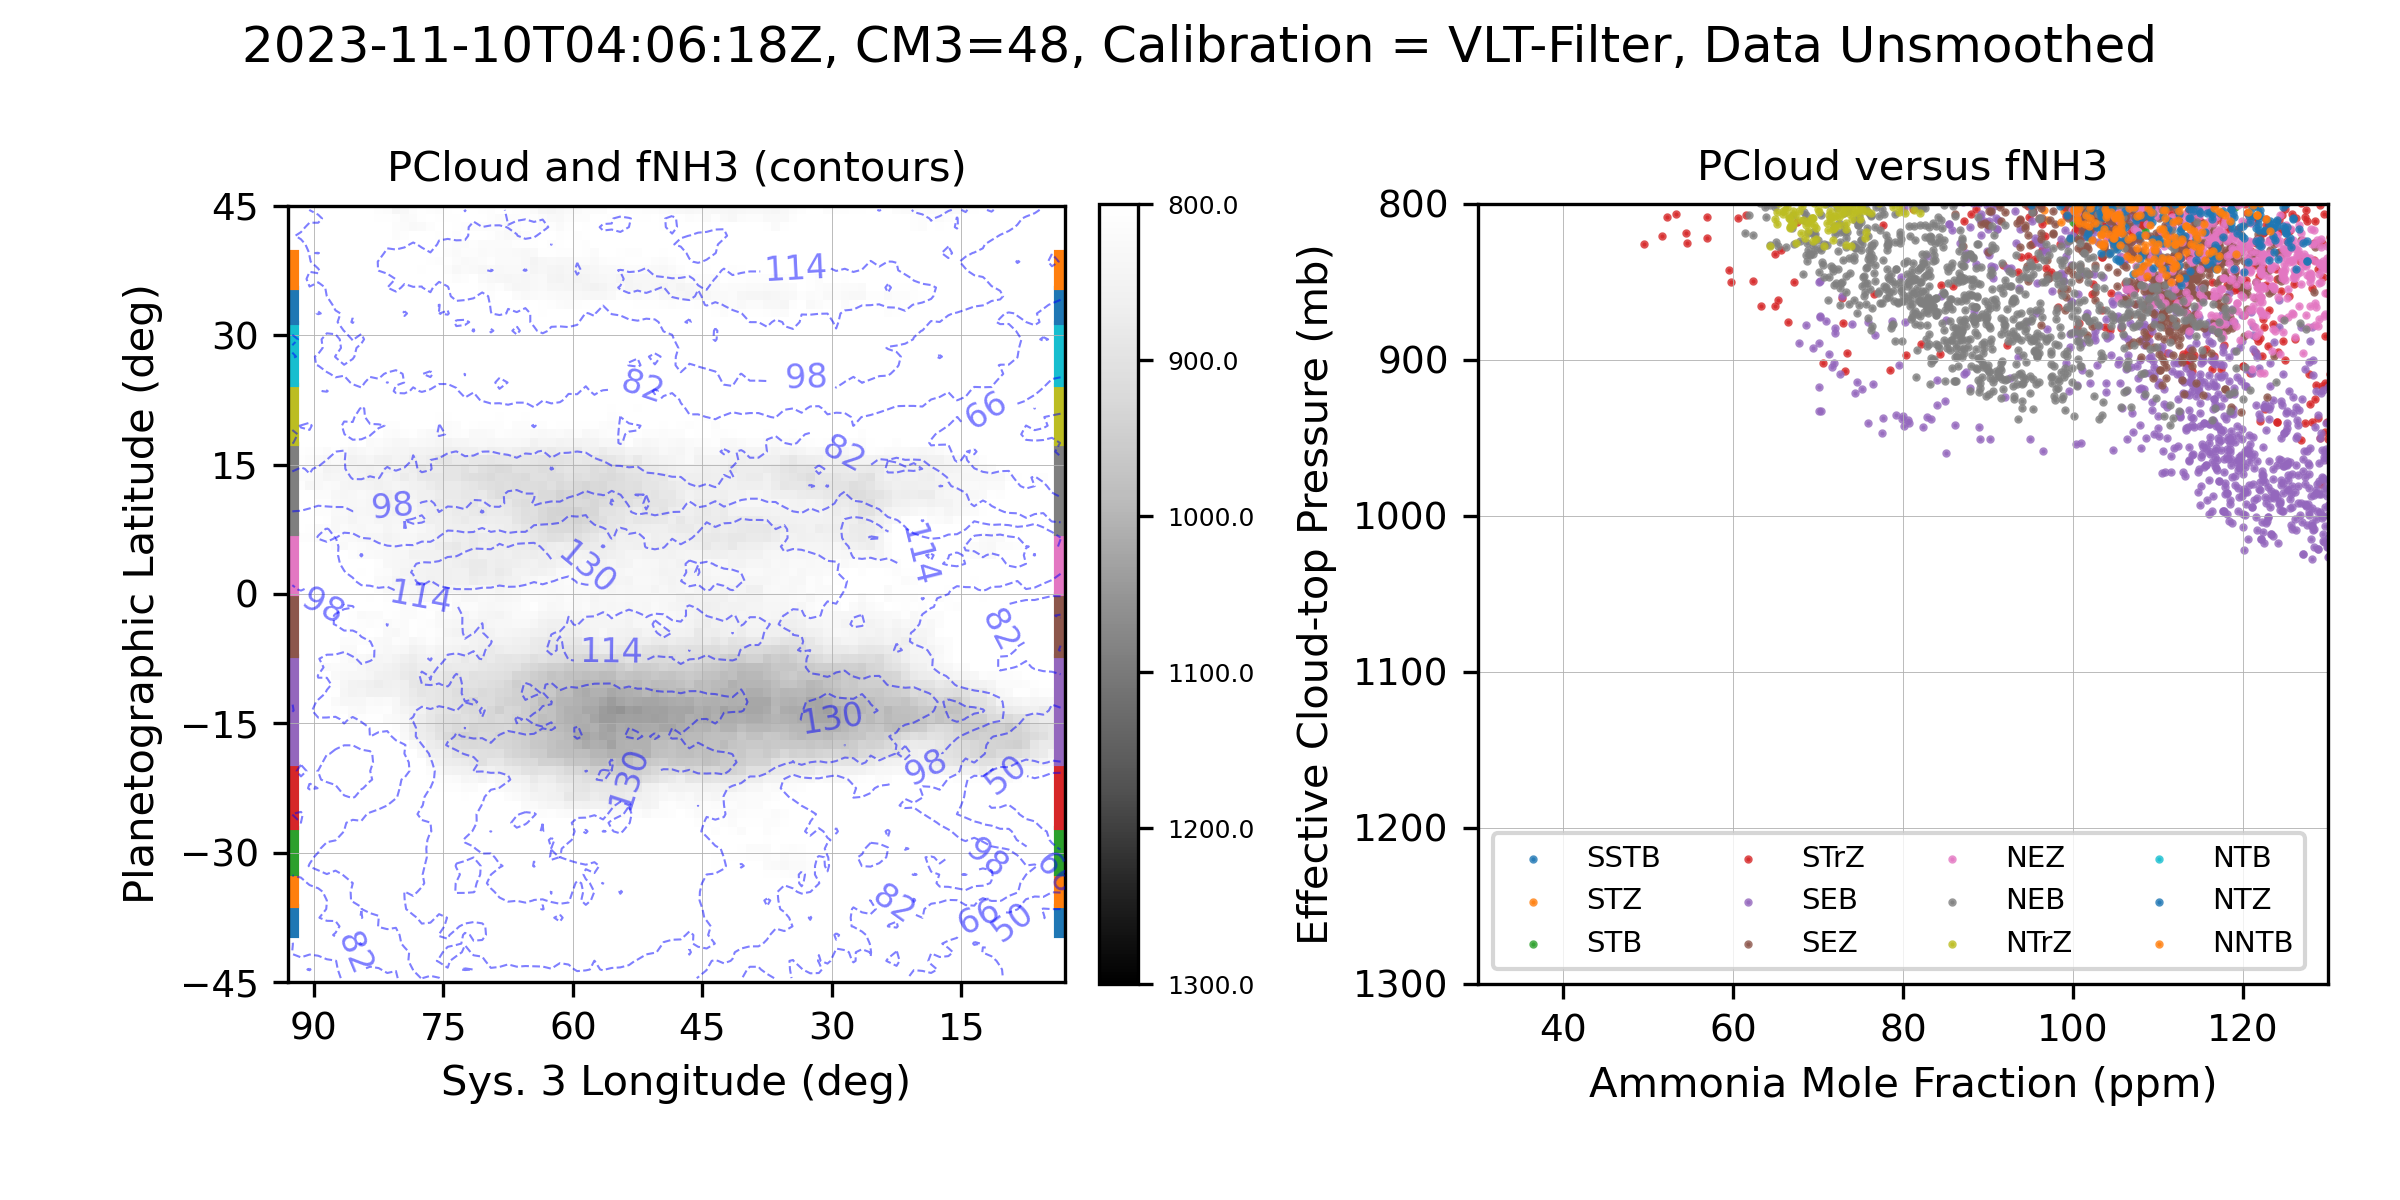 2023-11-10T04:06:18Z, CM3=48, Calibration = VLT-Filter, Data Unsmoothed
PCloud and fNH3 (contours)
45
30
15
0
−15
−30
−45
Planetographic Latitude (deg)
90
75
60
45
30
15
Sys. 3 Longitude (deg)
114
98
82
66
82
98
130
114
114
98
82
114
130
130
98
50
98
82
66
50
82
800.0
900.0
1000.0
1100.0
1200.0
1300.0
PCloud versus fNH3
800
900
1000
1100
1200
1300
Effective Cloud-top Pressure (mb)
40
60
80
100
120
Ammonia Mole Fraction (ppm)
SSTB
STZ
STB
STrZ
SEB
SEZ
NEZ
NEB
NTrZ
NTB
NTZ
NNTB